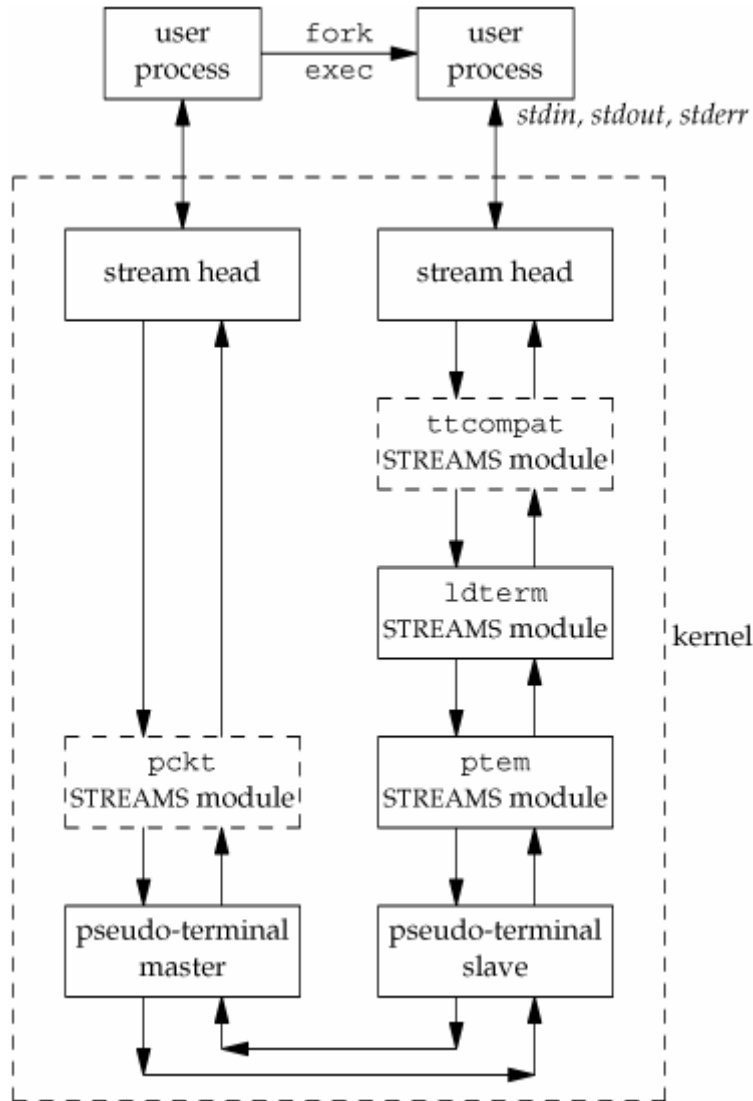 user
process
fork
exec
user
process
stdin, stdout, stderr
stream head
stream head
ttcompat
STREAMS module
ldterm
STREAMS module
kernel
pckt
STREAMS module
ptem
STREAMS module
pseudo-terminal
master
pseudo-terminal
slave